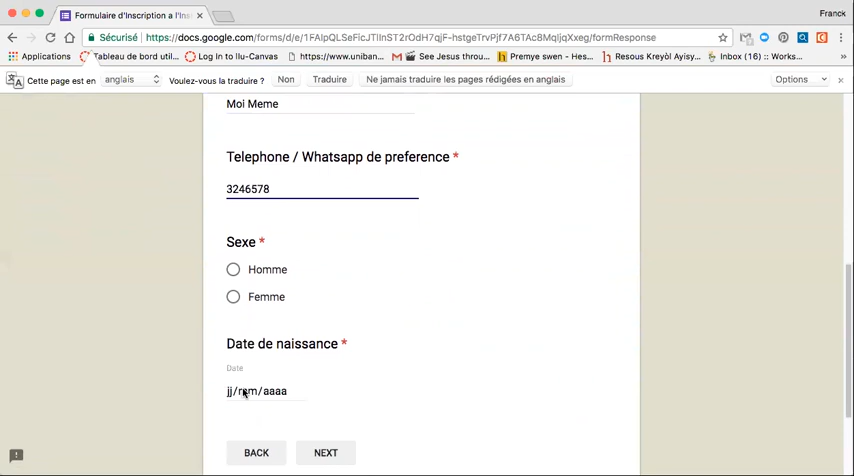 Formulaire d'Inscription a l'Ins
Franck
Sécurisé
https://docs.google.com/forms/d/e/1FAIpQLSeFicJTlInST2rOdH7qjF-hstgeTrvPjf7A6TAcBMqIjqXxeg/formResponse
Applications
Tableau de bord util...
Log In to Ilu-Canvas
https://www.uniban...
See Jesus throu...
Premye swen - Hes...
Resous Kreyòl Ayisy...
Inbox (16) :: Works...
Cette page est en
anglais
Voulez-vous la traduire ?
Non
Traduire
Ne jamais traduire les pages rédigées en anglais
Options
Moi Meme
Telephone / Whatsapp de preference *
3246578
Sexe *
Homme
Femme
Date de naissance *
Date
jj/mm/aaaa
BACK
NEXT